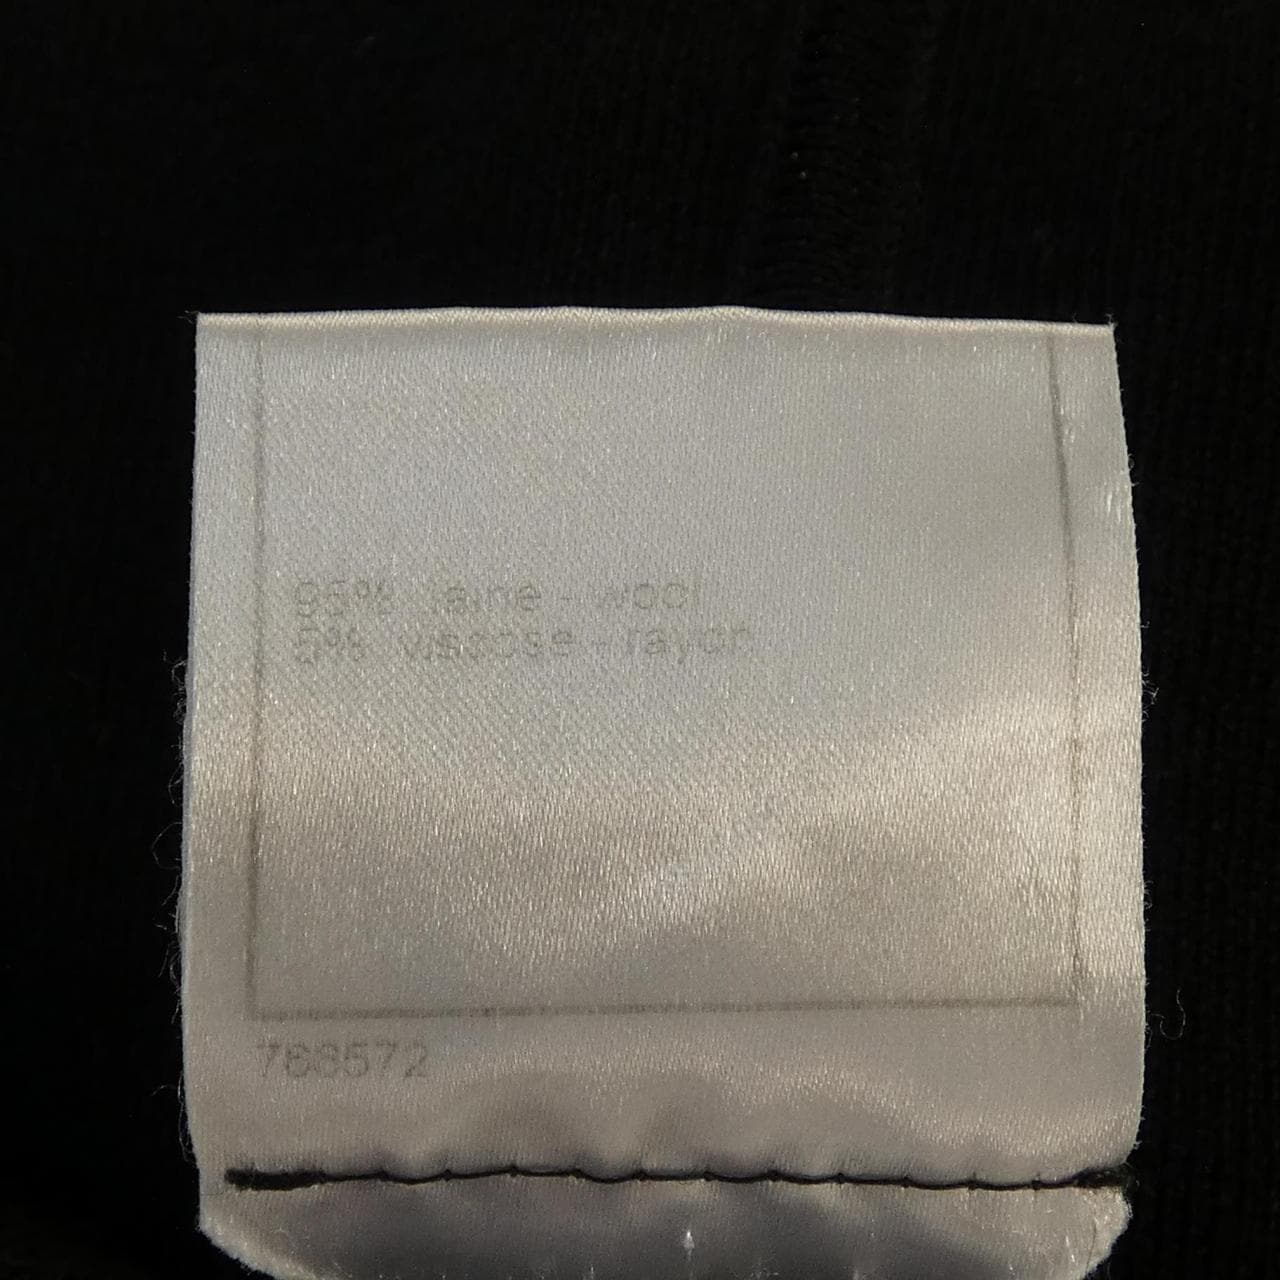 95% laine - wool
5% viscose - rayon
768572